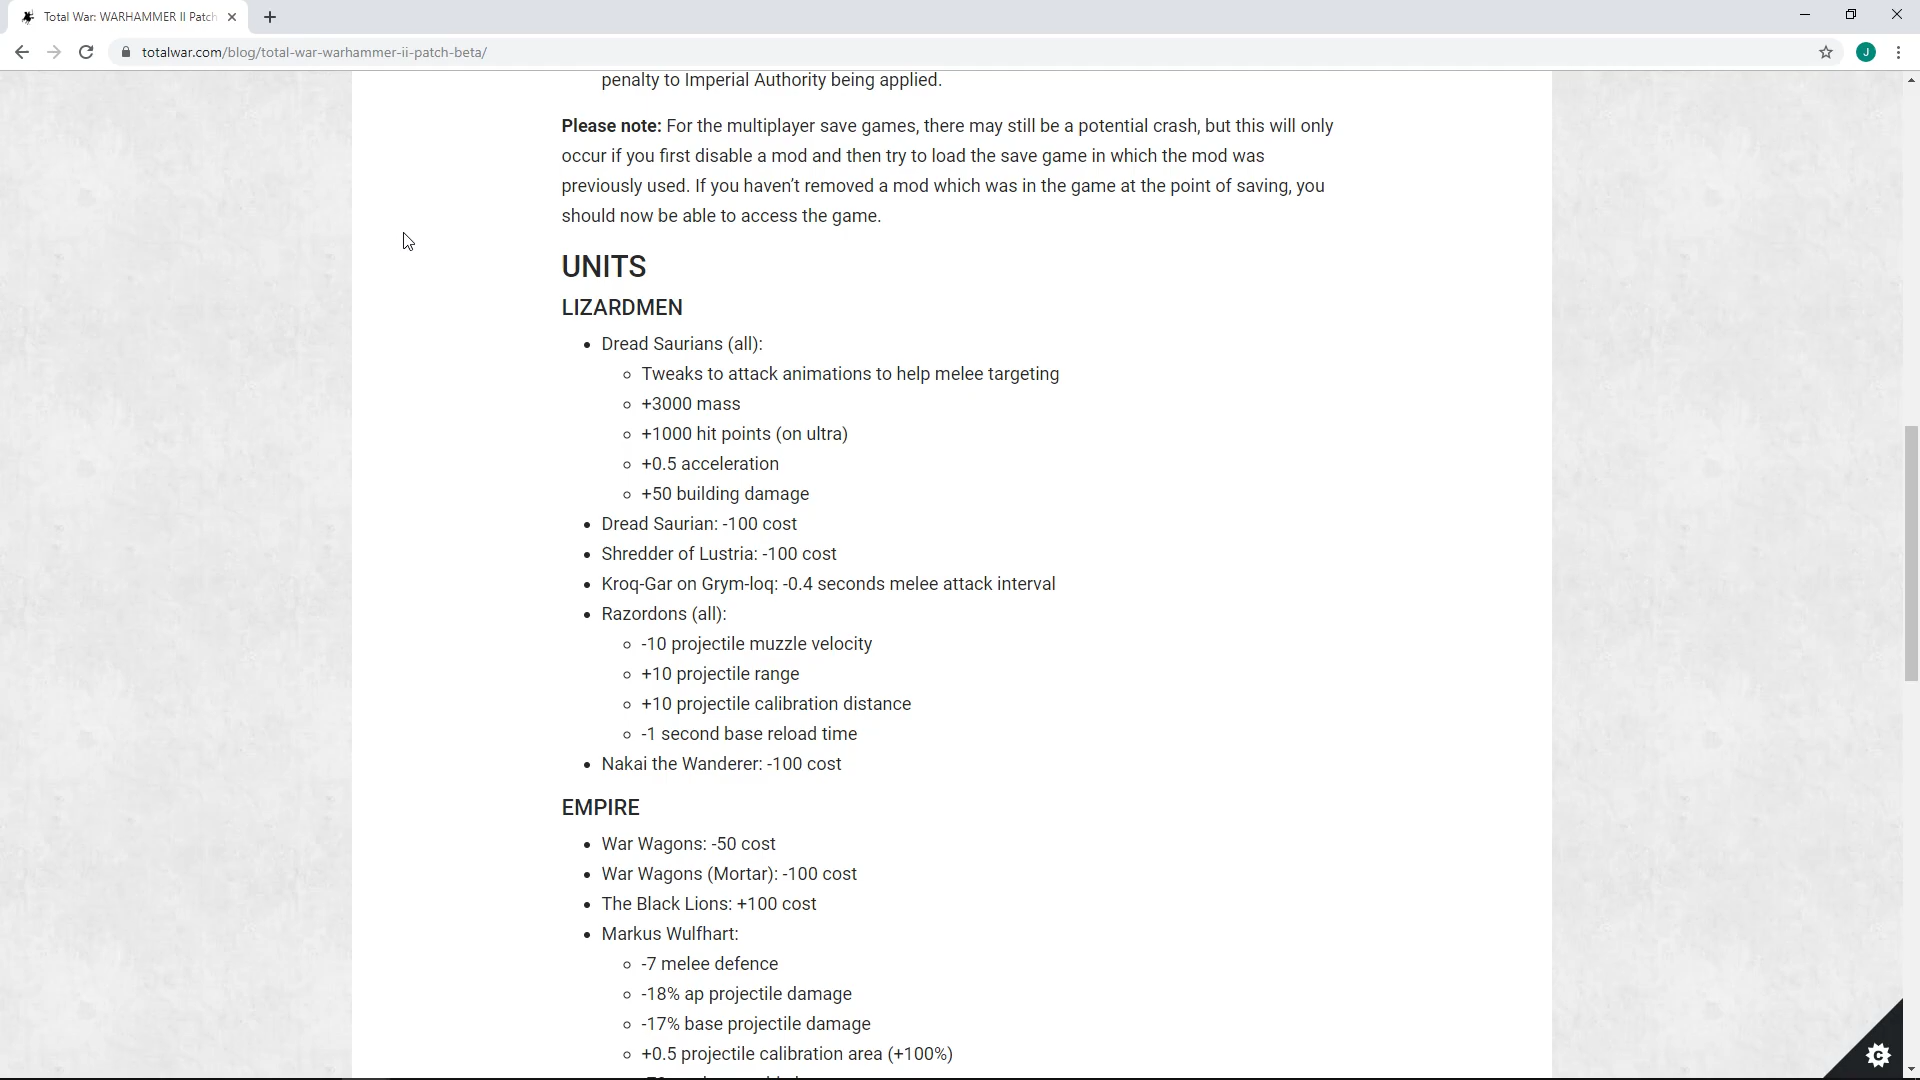 Total War: WARHAMMER II Patch
totalwar.com/blog/total-war-warhammer-ii-patch-beta/
J
penalty to Imperial Authority being applied.
Please note: For the multiplayer save games, there may still be a potential crash, but this will only
occur if you first disable a mod and then try to load the save game in which the mod was
previously used. If you haven’t removed a mod which was in the game at the point of saving, you
should now be able to access the game.
UNITS
LIZARDMEN
• Dread Saurians (all):
○ Tweaks to attack animations to help melee targeting
○ +3000 mass
○ +1000 hit points (on ultra)
○ +0.5 acceleration
○ +50 building damage
• Dread Saurian: -100 cost
• Shredder of Lustria: -100 cost
• Kroq-Gar on Grym-loq: -0.4 seconds melee attack interval
• Razordons (all):
○ -10 projectile muzzle velocity
○ +10 projectile range
○ +10 projectile calibration distance
○ -1 second base reload time
• Nakai the Wanderer: -100 cost
EMPIRE
• War Wagons: -50 cost
• War Wagons (Mortar): -100 cost
• The Black Lions: +100 cost
• Markus Wulfhart:
○ -7 melee defence
○ -18% ap projectile damage
○ -17% base projectile damage
○ +0.5 projectile calibration area (+100%)
C